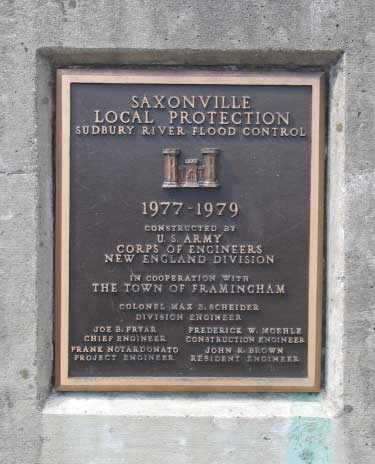 SAXONVILLE
LOCAL PROTECTION
SUDBURY RIVER FLOOD CONTROL
1977-1979
CONSTRUCTED BY
U. S. ARMY
CORPS OF ENGINEERS
NEW ENGLAND DIVISION
IN COOPERATION WITH
THE TOWN OF FRAMINGHAM
COLONEL MAX B. SCHEIDER
DIVISION ENGINEER
JOE B. FRYAR
CHIEF ENGINEER
FREDERICK W. MOEHLE
CONSTRUCTION ENGINEER
FRANK NOTARDONATO
PROJECT ENGINEER
JOHN R. BROWN
RESIDENT ENGINEER